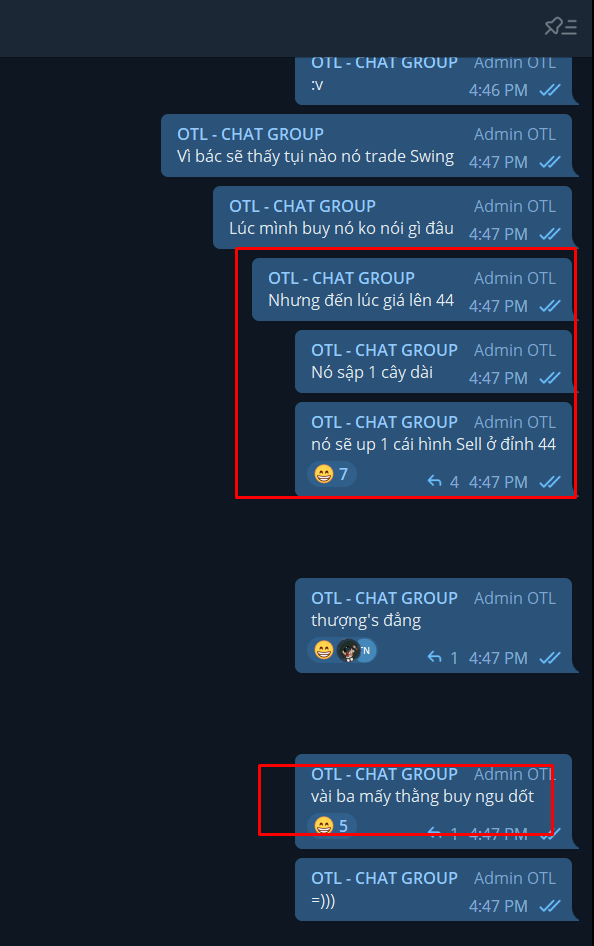 OTL - CHAT GROUP Admin OTL
:v 4:46 PM
OTL - CHAT GROUP Admin OTL
Vì bác sẽ thấy tụi nào nó trade Swing 4:47 PM
OTL - CHAT GROUP Admin OTL
Lúc mình buy nó ko nói gì đâu 4:47 PM
OTL - CHAT GROUP Admin OTL
Nhưng đến lúc giá lên 44 4:47 PM
OTL - CHAT GROUP Admin OTL
Nó sập 1 cây dài 4:47 PM
OTL - CHAT GROUP Admin OTL
nó sẽ up 1 cái hình Sell ở đỉnh 44
7 4 4:47 PM
OTL - CHAT GROUP Admin OTL
thượng's đẳng
1 4:47 PM
OTL - CHAT GROUP Admin OTL
vài ba mấy thằng buy ngu dốt
5 1 4:47 PM
OTL - CHAT GROUP Admin OTL
=))) 4:47 PM